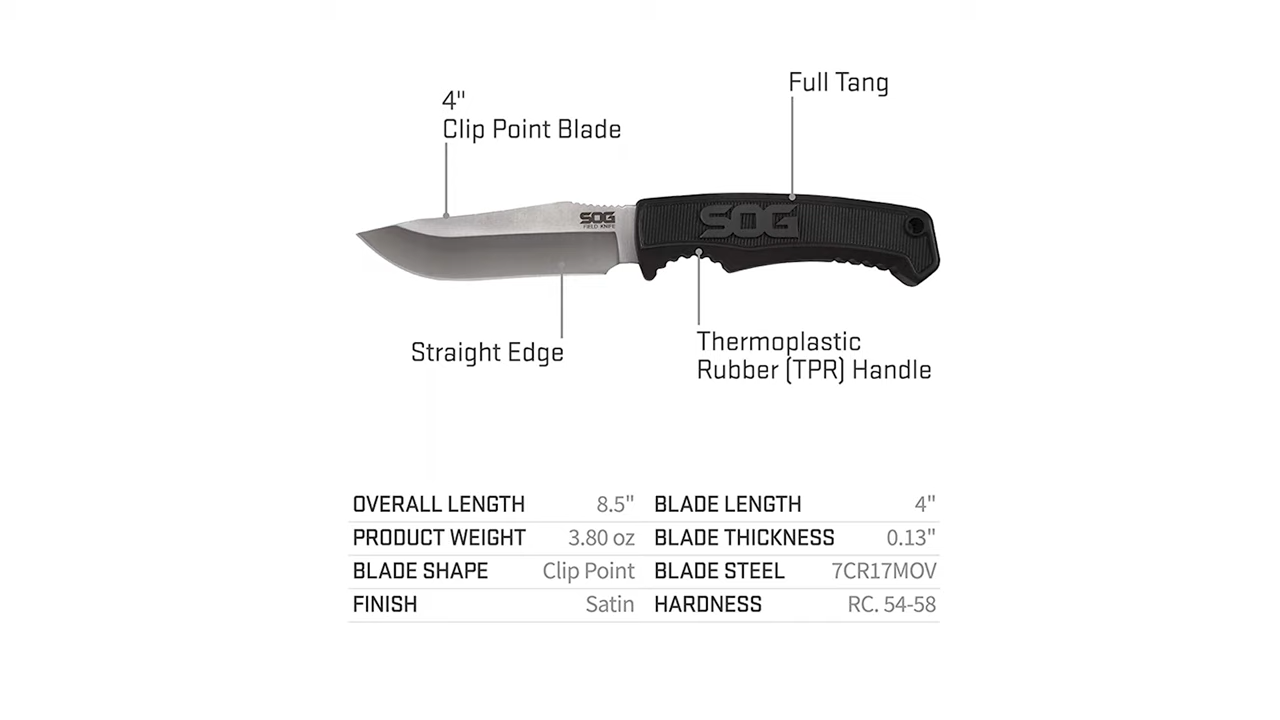 Full Tang
4"
Clip Point Blade
SOG
FIELD KNIFE
SOG
Straight Edge
Thermoplastic
Rubber (TPR) Handle
OVERALL LENGTH 8.5" BLADE LENGTH 4"
PRODUCT WEIGHT 3.80 oz BLADE THICKNESS 0.13"
BLADE SHAPE Clip Point BLADE STEEL 7CR17MOV
FINISH Satin HARDNESS RC. 54-58